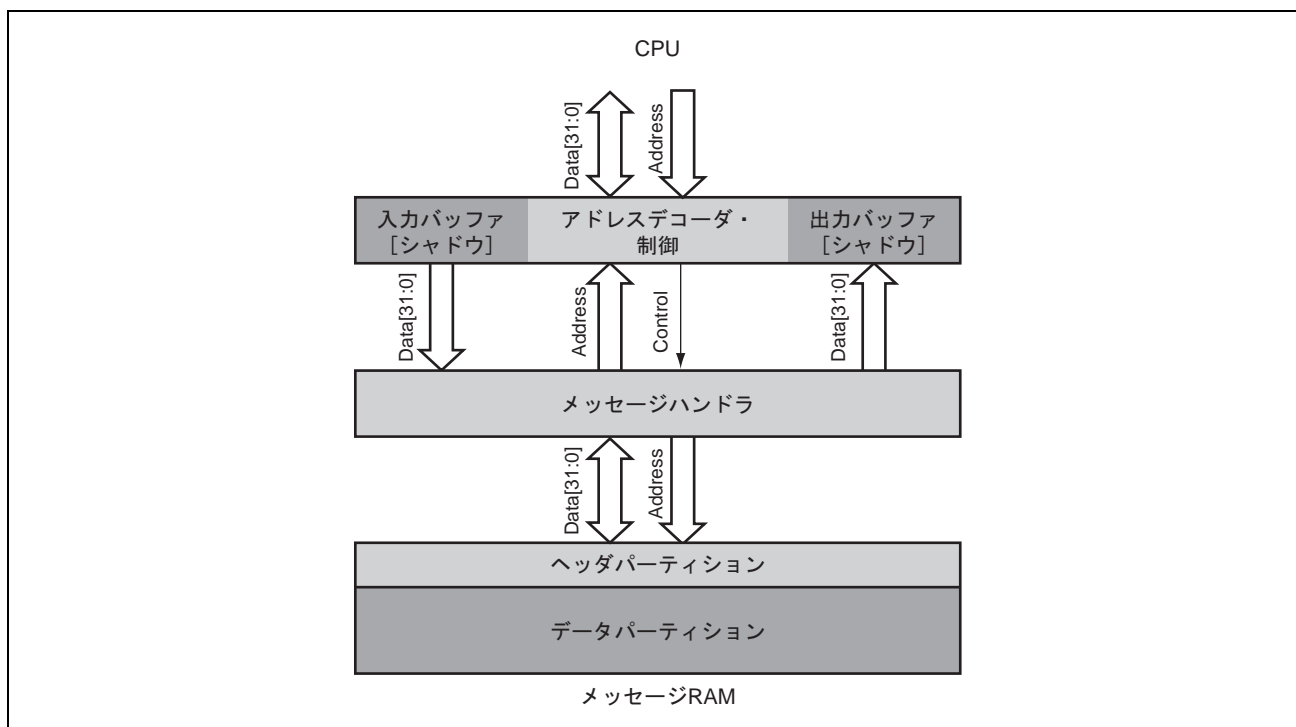 CPU
Data[31:0]
Address
入力バッファ
[シャドウ]
アドレスデコーダ・
制御
出力バッファ
[シャドウ]
Data[31:0]
Address
Control
Data[31:0]
メッセージハンドラ
Data[31:0]
Address
ヘッダパーティション
データパーティション
メッセージRAM